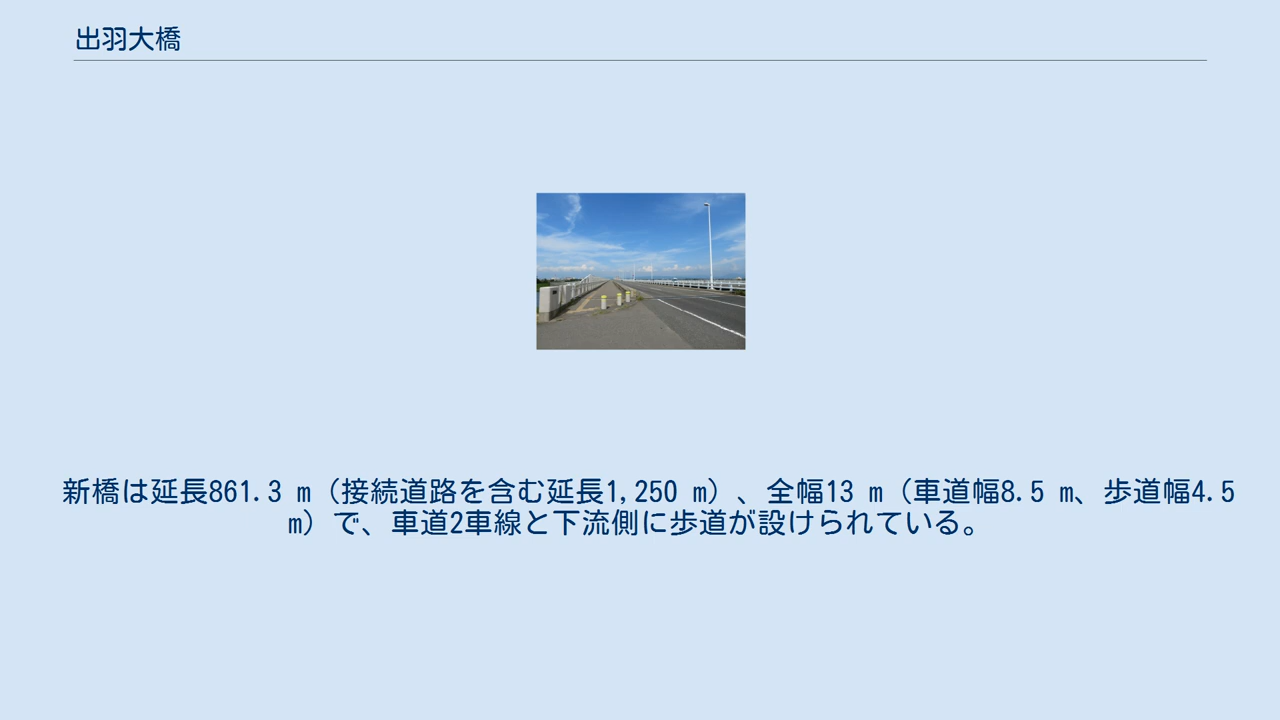 出羽大橋
新橋は延長861.3 m（接続道路を含む延長1,250 m）、全幅13 m（車道幅8.5 m、歩道幅4.5
m）で、車道2車線と下流側に歩道が設けられている。